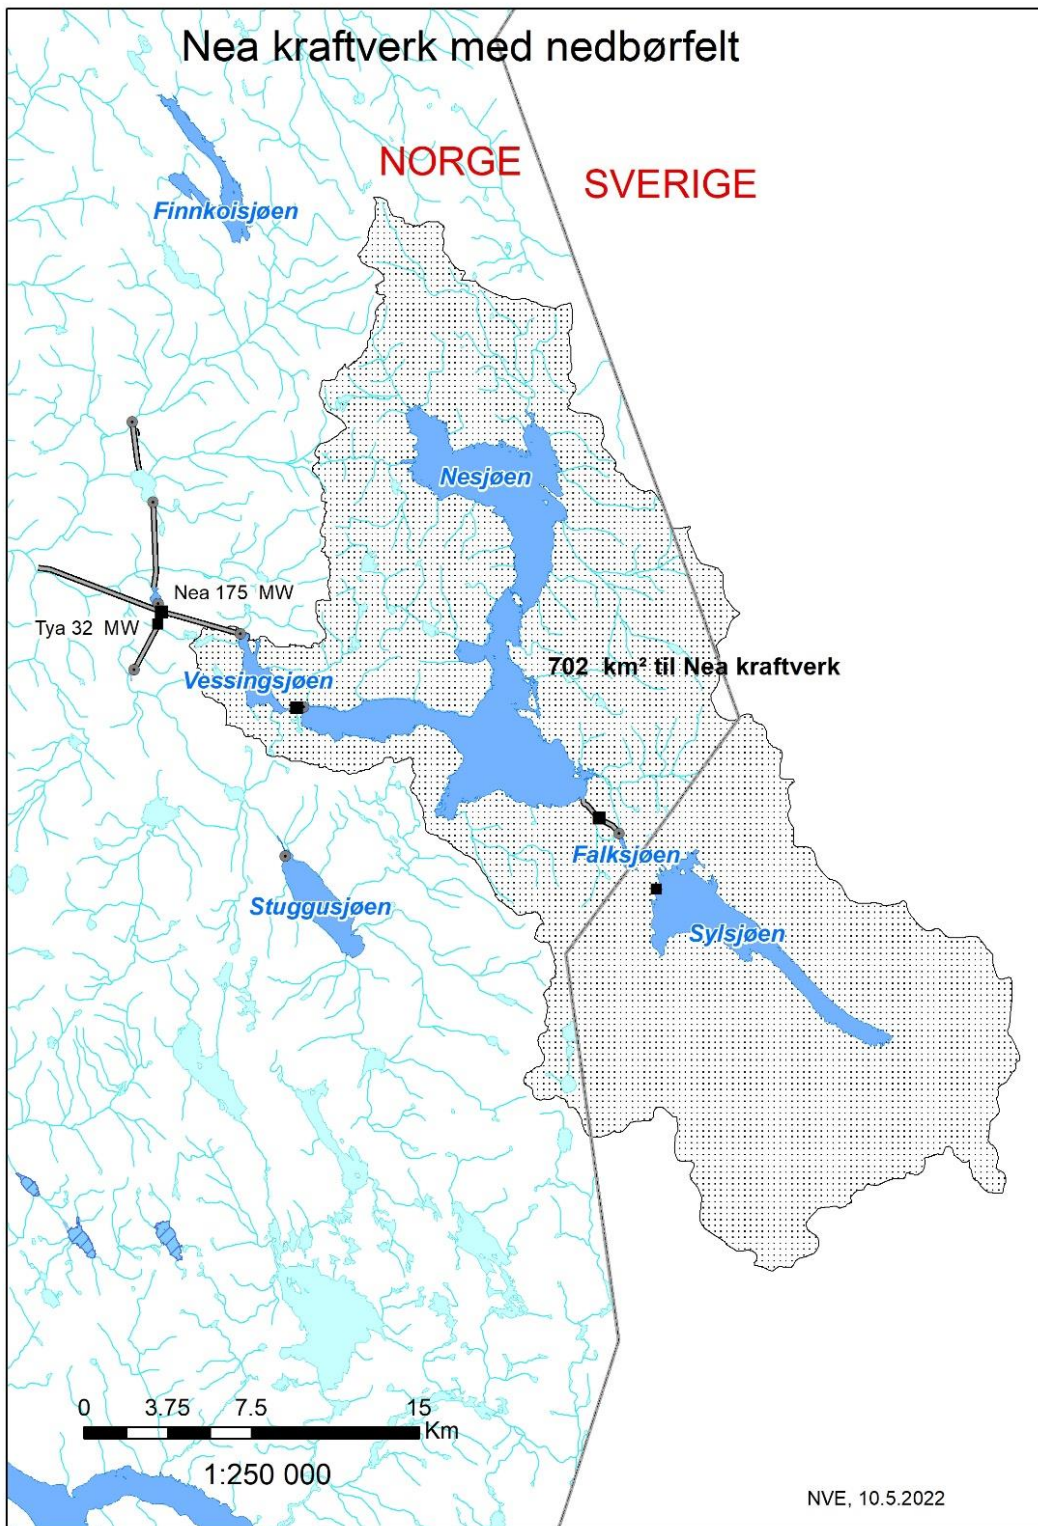 Nea kraftverk med nedbørfelt
NORGE
SVERIGE
Finnkoisjøen
Nesjøen
Nea 175 MW
Tya 32 MW
702 km² til Nea kraftverk
Vessingsjøen
Falksjøen
Stuggusjøen
Sylsjøen
0 3.75 7.5 15
Km
1:250 000
NVE, 10.5.2022